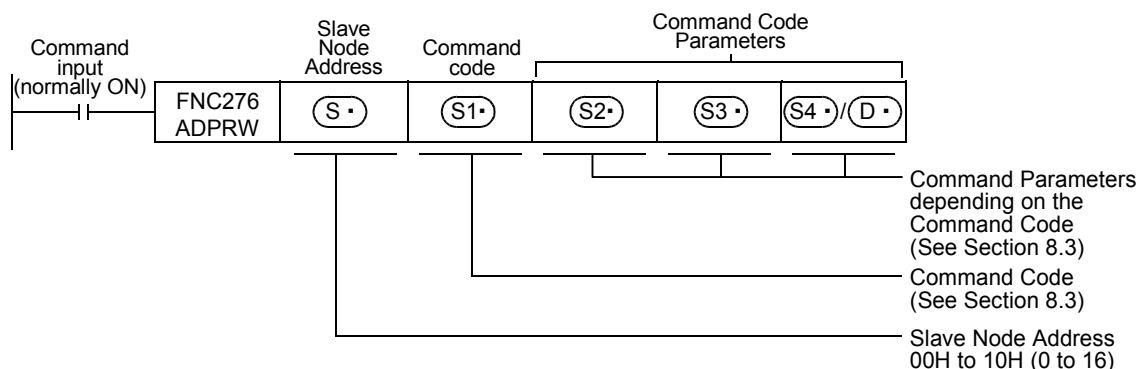 Slave
Node
Address
Command
code
Command Code
Parameters
Command
input
(normally ON)
FNC276
ADPRW
S·
S1·
S2·
S3·
S4·/D·
Command Parameters
depending on the
Command Code
(See Section 8.3)
Command Code
(See Section 8.3)
Slave Node Address
00H to 10H (0 to 16)